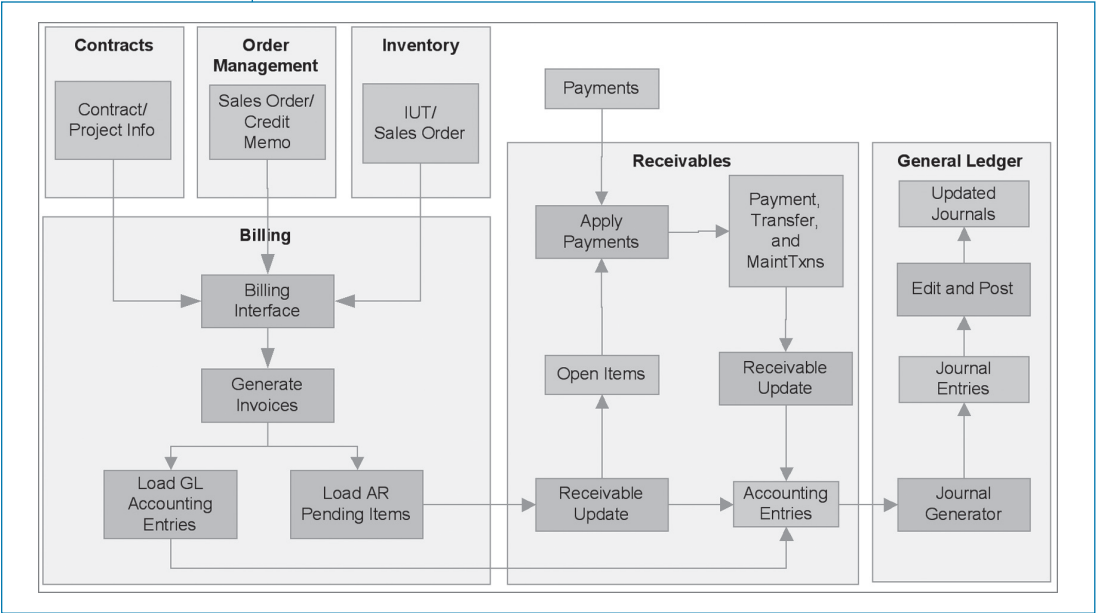 Contracts
Contract/
Project Info
Order
Management
Sales Order/
Credit
Memo
Inventory
IUT/
Sales Order
Billing
Billing
Interface
Generate
Invoices
Load GL
Accounting
Entries
Load AR
Pending Items
Payments
Receivables
Apply
Payments
Payment,
Transfer,
and
MaintTxns
Open Items
Receivable
Update
Receivable
Update
Accounting
Entries
General Ledger
Updated
Journals
Edit and Post
Journal
Entries
Journal
Generator